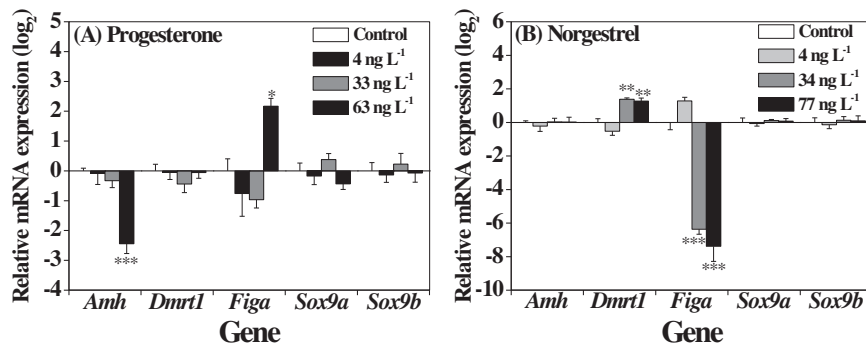 (A) Progesterone
Control
4 ng L-1
33 ng L-1
63 ng L-1
Relative mRNA expression (log2)
5
4
3
2
1
0
-1
-2
-3
-4
***
*
Amh Dmrt1 Figa Sox9a Sox9b
Gene
(B) Norgestrel
Control
4 ng L-1
34 ng L-1
77 ng L-1
Relative mRNA expression (log2)
6
4
2
0
-2
-4
-6
-8
-10
** **
***
***
Amh Dmrt1 Figa Sox9a Sox9b
Gene